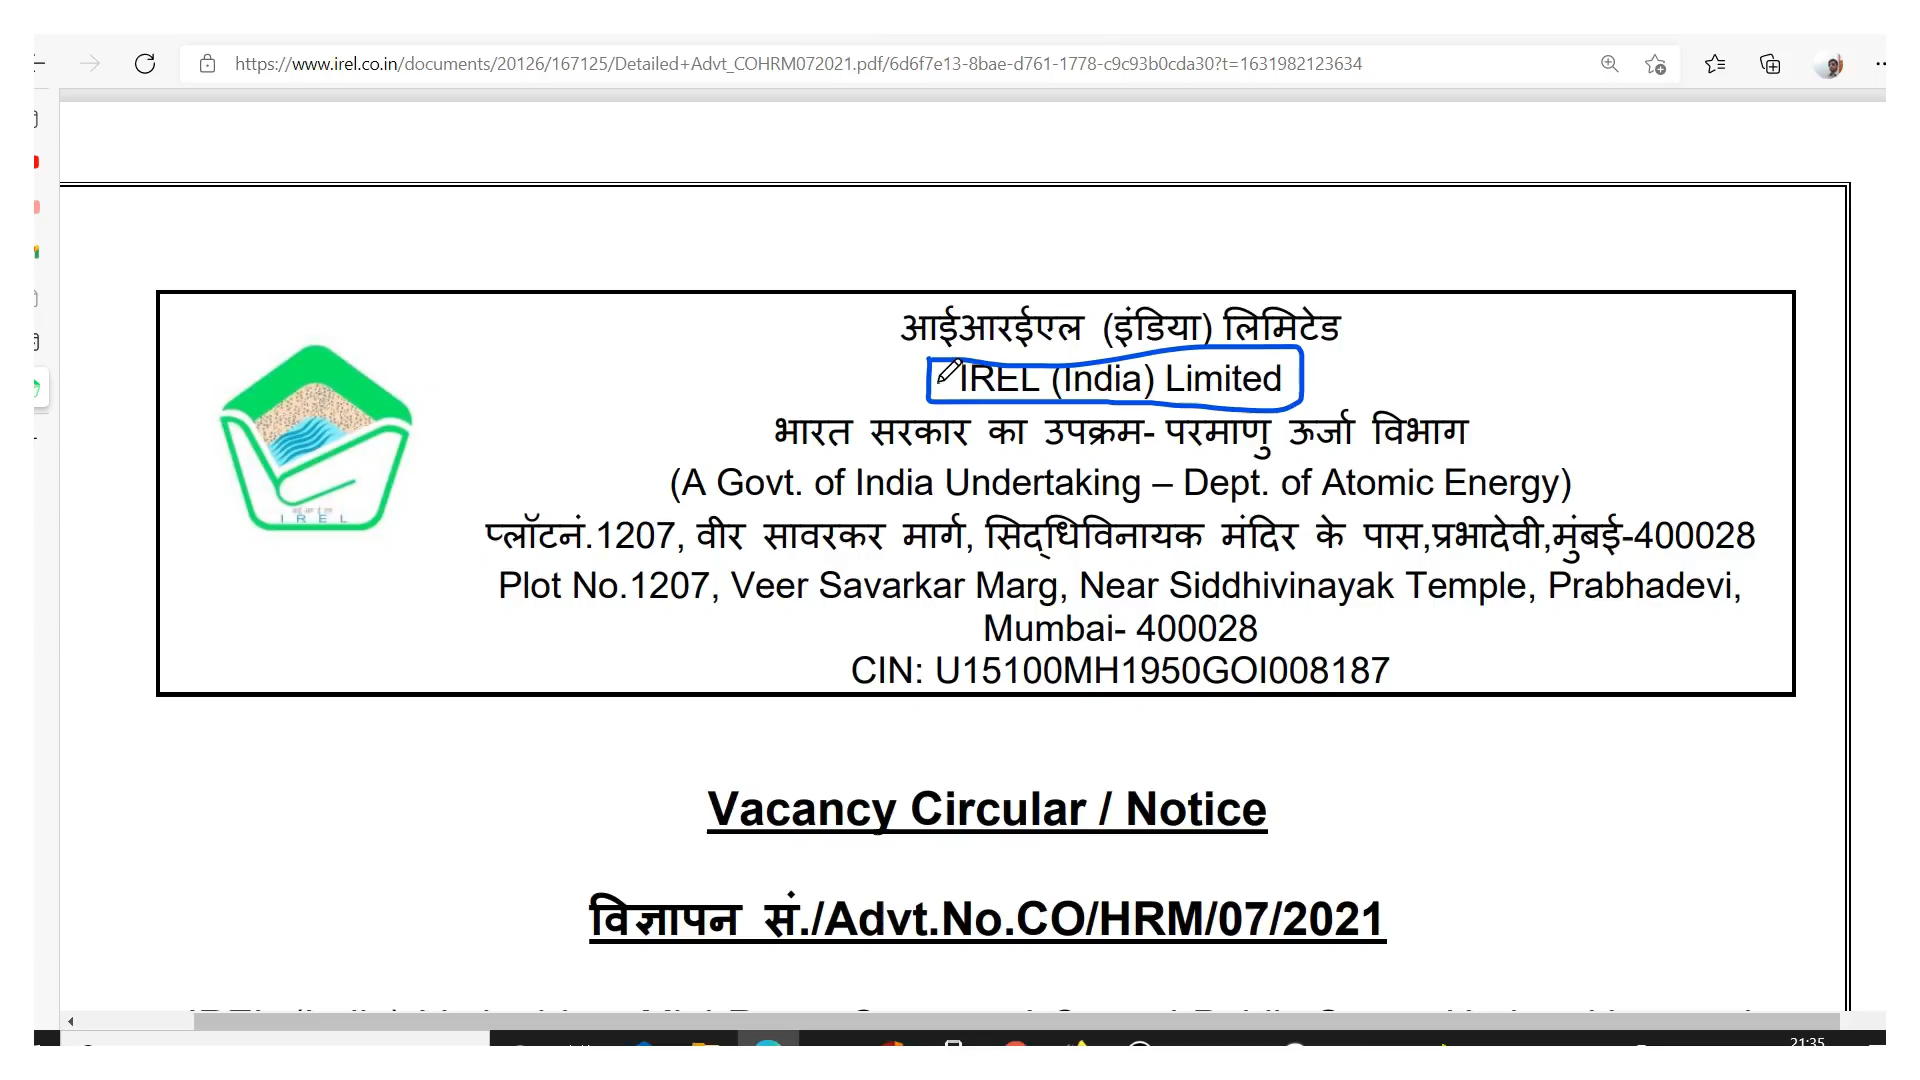 https://www.irel.co.in/documents/20126/167125/Detailed+Advt_COHRM072021.pdf/6d6f7e13-8bae-d761-1778-c9c93b0cda30?t=1631982123634
आईआरईएल (इंडिया) लिमिटेड
IREL (India) Limited
भारत सरकार का उपक्रम- परमाणु ऊर्जा विभाग
(A Govt. of India Undertaking – Dept. of Atomic Energy)
प्लॉटनं.1207, वीर सावरकर मार्ग, सिद्धिविनायक मंदिर के पास,प्रभादेवी,मुंबई-400028
Plot No.1207, Veer Savarkar Marg, Near Siddhivinayak Temple, Prabhadevi,
Mumbai- 400028
CIN: U15100MH1950GOI008187
IREL
Vacancy Circular / Notice
विज्ञापन सं./Advt.No.CO/HRM/07/2021
21:35